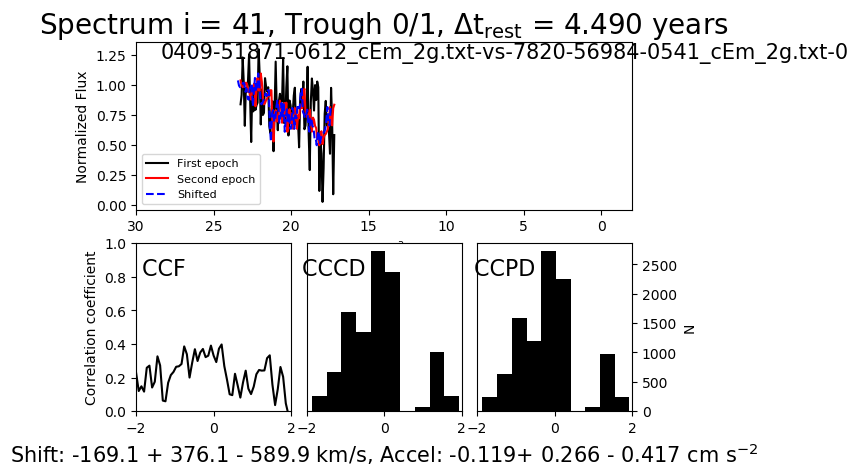 Spectrum i = 41, Trough 0/1, Δt_rest = 4.490 years
0409-51871-0612_cEm_2g.txt-vs-7820-56984-0541_cEm_2g.txt-0
Normalized Flux
1.25
1.00
0.75
0.50
0.25
0.00
First epoch
Second epoch
Shifted
30 25 20 15 10 5 0
Correlation coefficient
1.0
0.8
0.6
0.4
0.2
0.0
CCF
−2 0 2
CCCD
−2 0 2
CCPD
−2 0 2
2500
2000
1500
1000
500
0
N
Shift: -169.1 + 376.1 - 589.9 km/s, Accel: -0.119+ 0.266 - 0.417 cm s⁻²